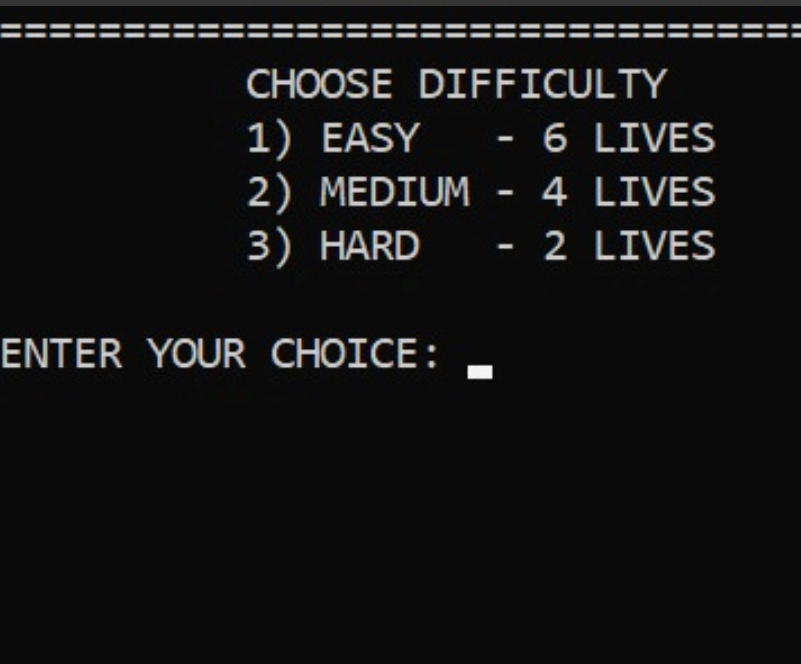 =================================
CHOOSE DIFFICULTY
1) EASY   - 6 LIVES
2) MEDIUM - 4 LIVES
3) HARD   - 2 LIVES
ENTER YOUR CHOICE: